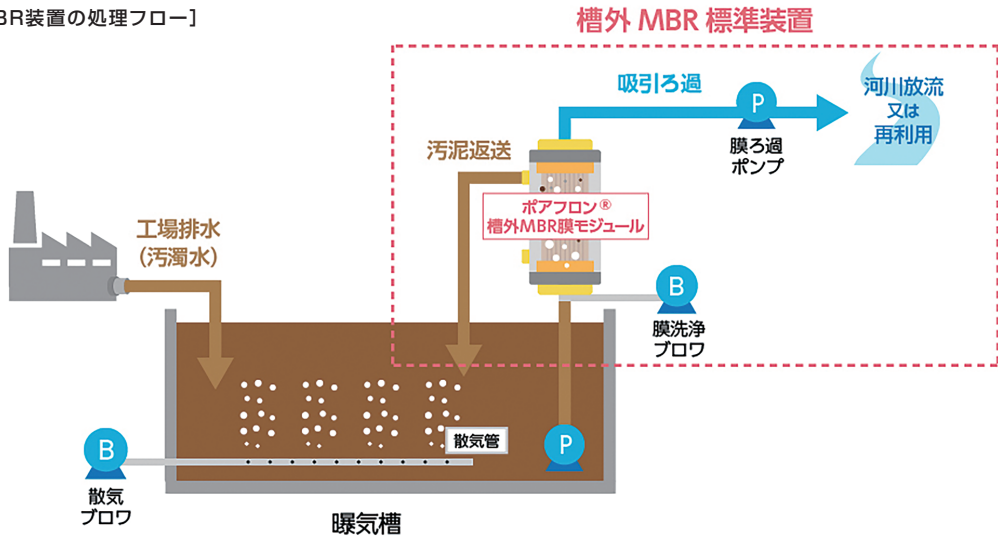 BR装置の処理フロー]
槽外 MBR 標準装置
吸引ろ過
P
膜ろ過
ポンプ
河川放流
又は
再利用
汚泥返送
ポアフロン®
槽外MBR膜モジュール
工場排水
(汚濁水)
B
膜洗浄
ブロワ
散気管
P
B
散気
ブロワ
曝気槽